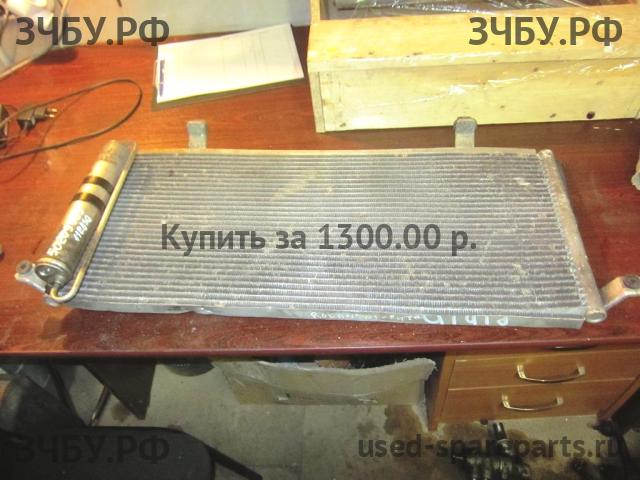 ЗЧБУ.РФ
ЗЧБУ.РФ
Купить за 1300.00 р.
ЗЧБУ.РФ
used-spareparts.ru